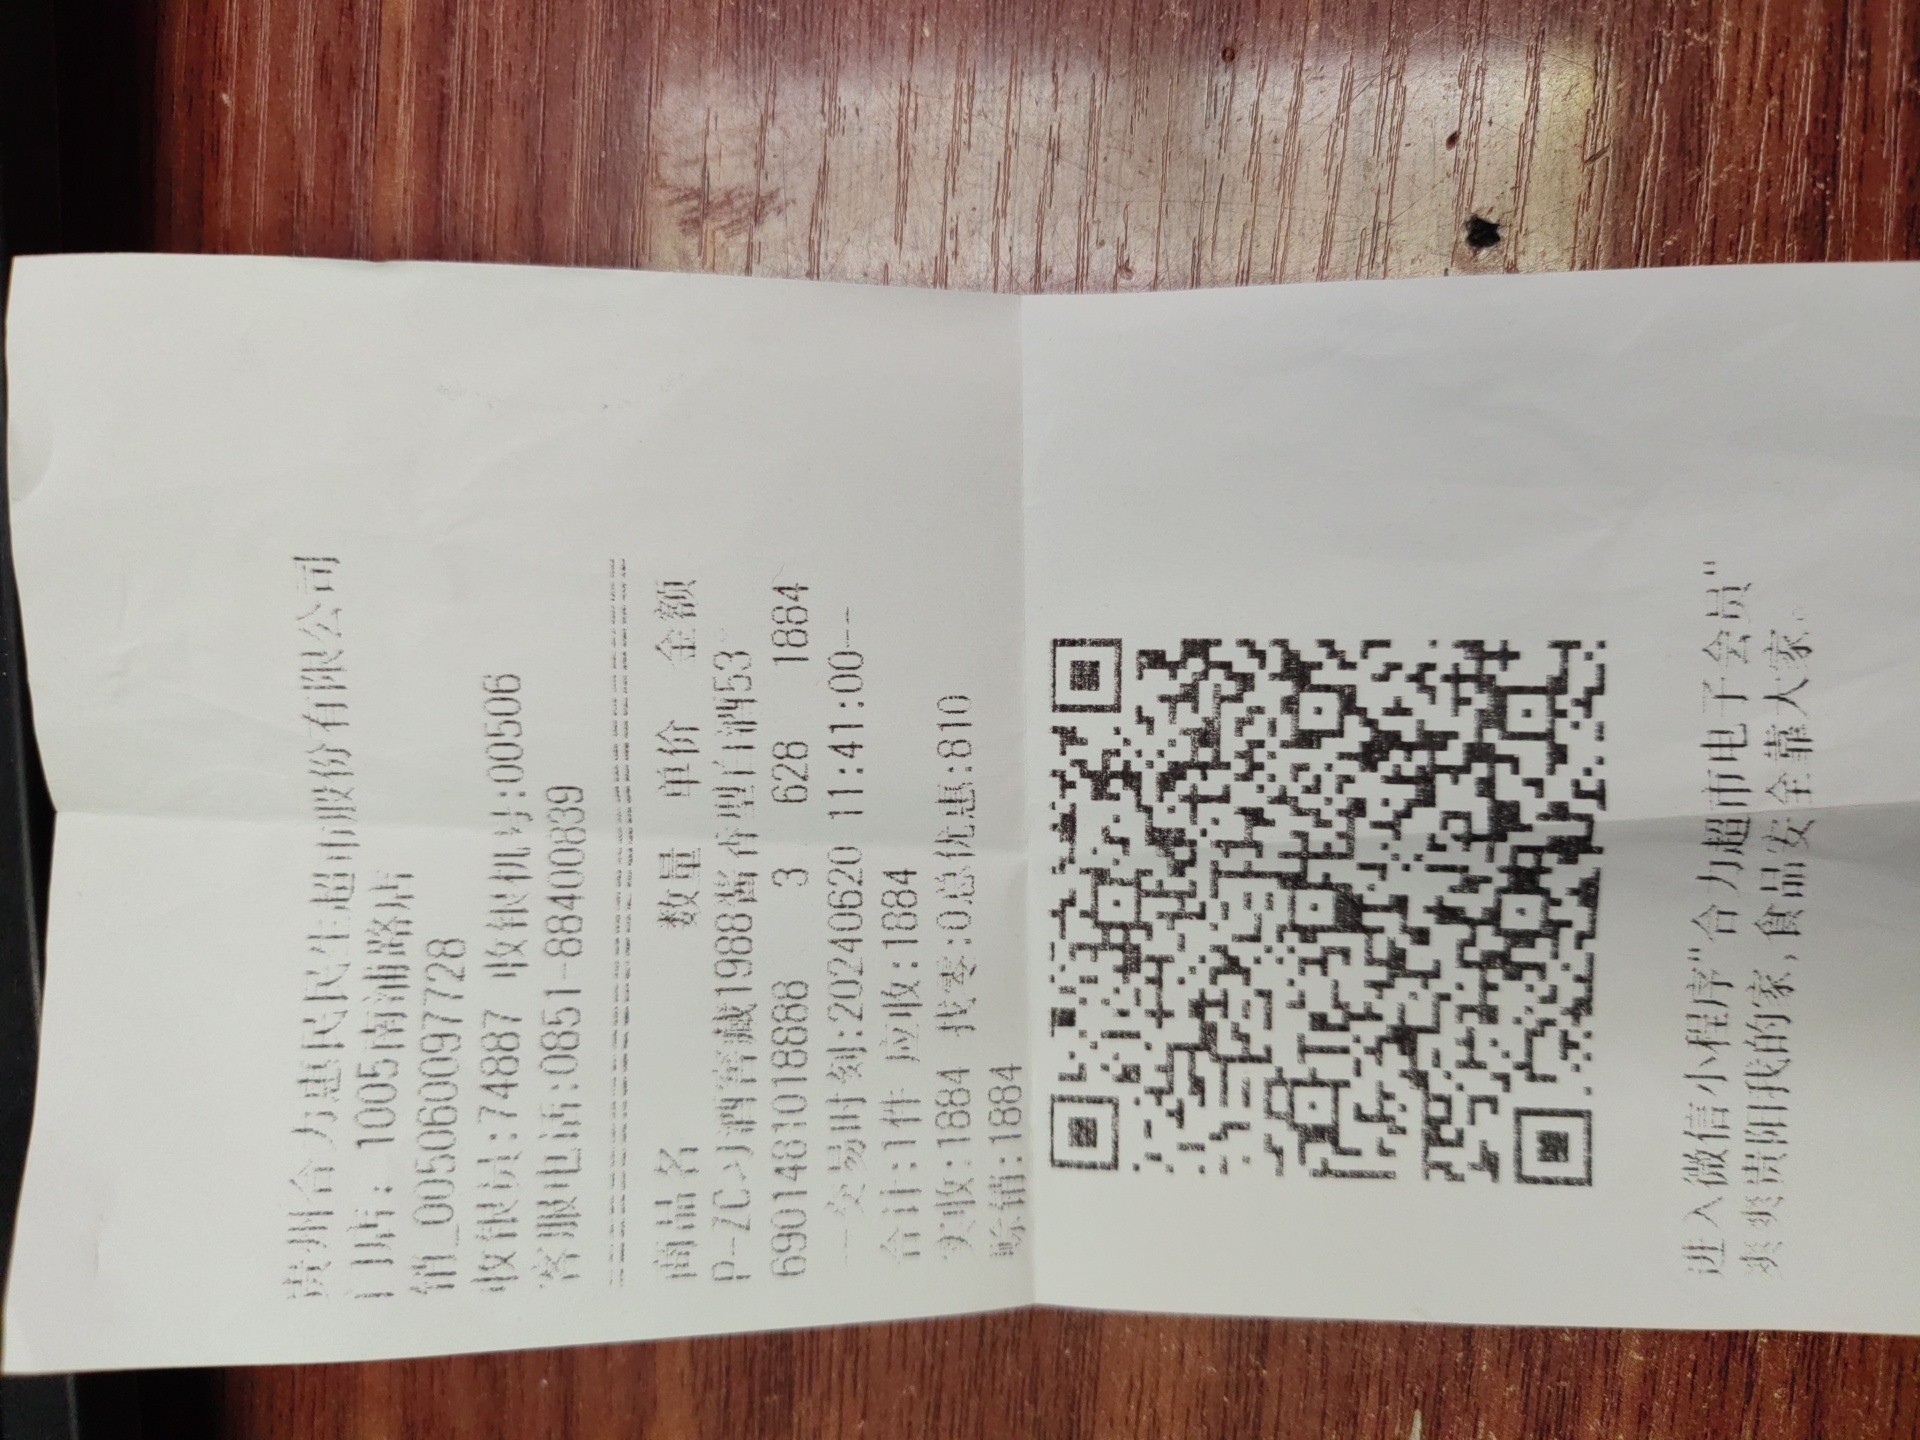 贵州合力惠民民生超市股份有限公司
门店: 1005南浦路店
销_005060097728
收银员:74887 收银机号:00506
客服电话:0851-88400839
商品名 数量 单价 金额
P-ZC习酒窖藏1988酱香型白酒53°
6901481018888 3 628 1884
---交易时刻:20240620 11:41:00---
合计:1件 应收:1884
实收:1884 找零:0总优惠:810
赊销:1884
进入微信小程序"合力超市电子会员"
爽爽贵阳我的家,食品安全靠大家。